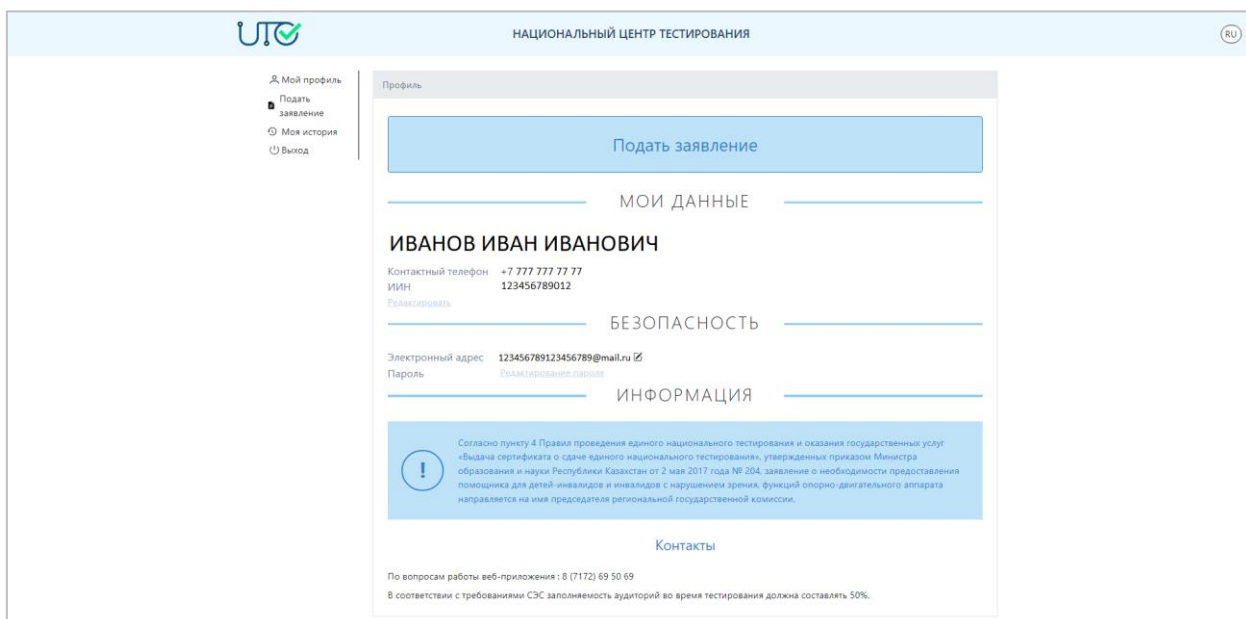 UTO
НАЦИОНАЛЬНЫЙ ЦЕНТР ТЕСТИРОВАНИЯ
RU
Мой профиль
Подать
заявление
Моя история
Выход
Профиль
Подать заявление
МОИ ДАННЫЕ
ИВАНОВ ИВАН ИВАНОВИЧ
Контактный телефон +7 777 777 77 77
ИИН 123456789012
Редактировать
БЕЗОПАСНОСТЬ
Электронный адрес 123456789123456789@mail.ru
Пароль Редактирование пароля
ИНФОРМАЦИЯ
!
Согласно пункту 4 Правил проведения единого национального тестирования и оказания государственных услуг
«Выдача сертификата о сдаче единого национального тестирования», утвержденных приказом Министра
образования и науки Республики Казахстан от 2 мая 2017 года № 204, заявление о необходимости предоставления
помощника для детей-инвалидов и инвалидов с нарушением зрения, функций опорно-двигательного аппарата
направляется на имя председателя региональной государственной комиссии.
Контакты
По вопросам работы веб-приложения : 8 (7172) 69 50 69
В соответствии с требованиями СЭС заполняемость аудиторий во время тестирования должна составлять 50%.